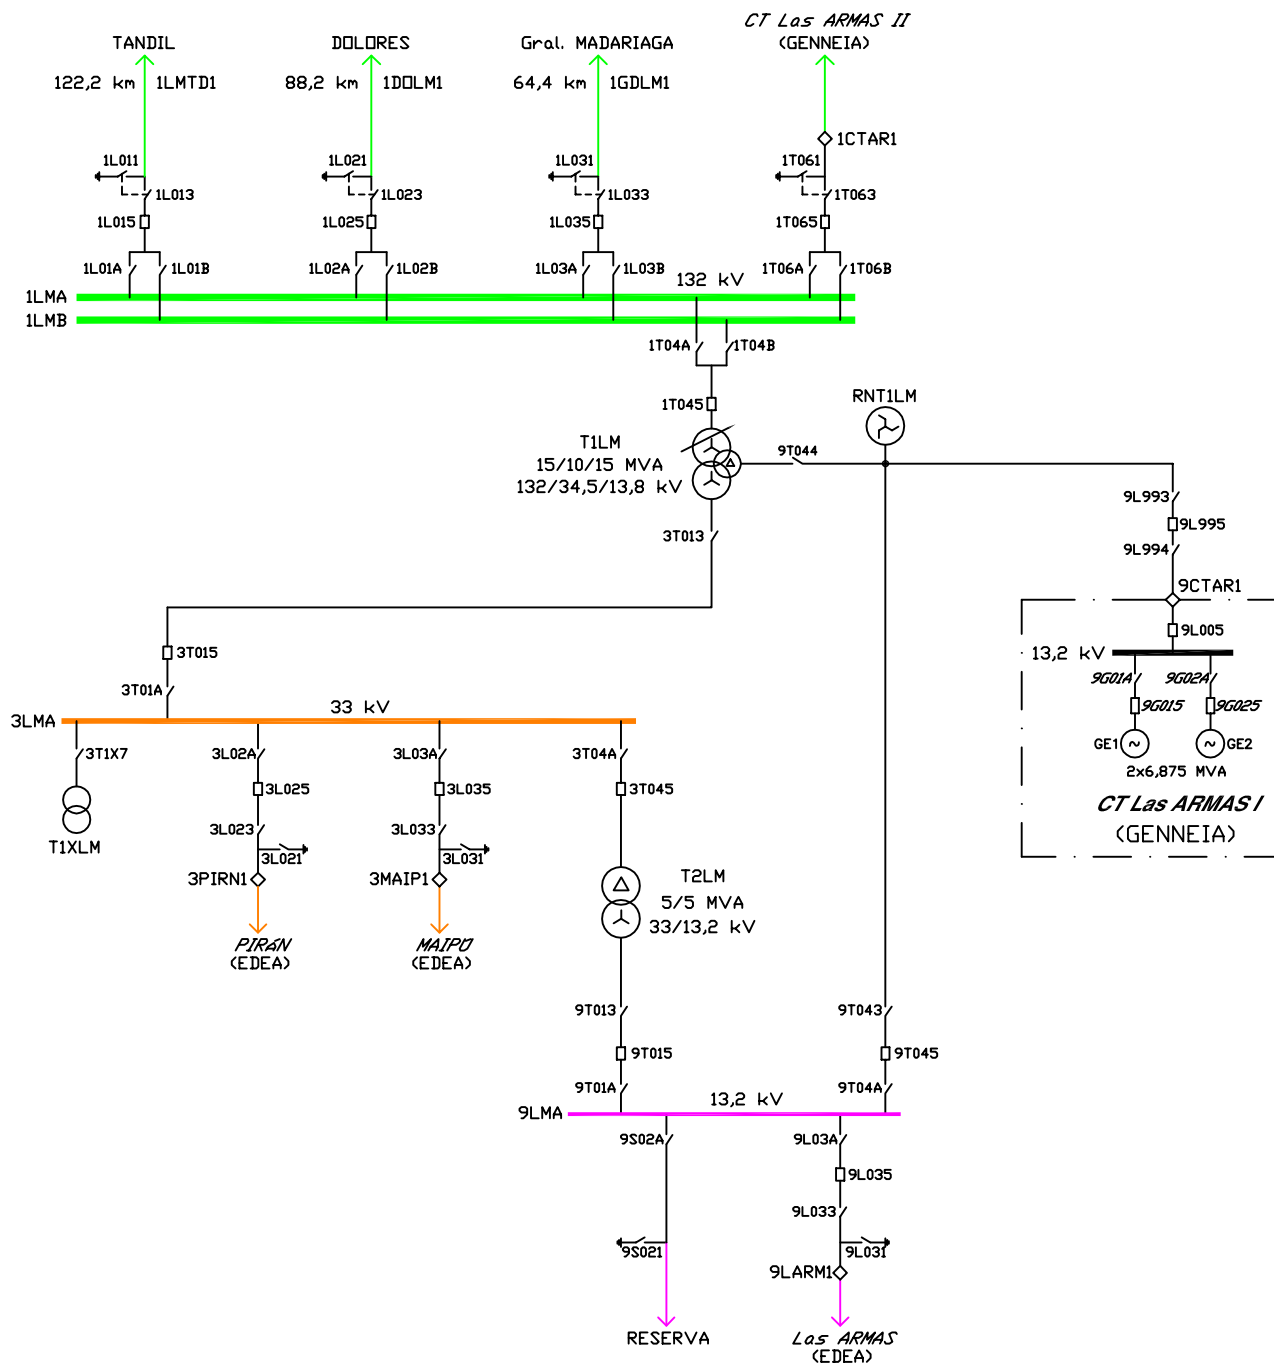 TANDIL
122,2 km 1LMTD1
DOLORES
88,2 km 1DOLM1
Gral. MADARIAGA
64,4 km 1GDLM1
CT Las ARMAS II
(GENNEIA)
1CTAR1
1L011
1L013
1L015
1L01A
1L01B
1L021
1L023
1L025
1L02A
1L02B
1L031
1L033
1L035
1L03A
1L03B
1T061
1T063
1T065
1T06A
1T06B
132 kV
1LMA
1LMB
1T04A
1T04B
1T045
T1LM
15/10/15 MVA
132/34,5/13,8 kV
9T044
RNT1LM
3T013
9L993
9L995
9L994
9CTAR1
9L005
13,2 kV
9G01A
9G02A
9G015
9G025
GE1
GE2
2x6,875 MVA
CT Las ARMAS I
(GENNEIA)
3T015
3T01A
33 kV
3LMA
3T1X7
T1XLM
3L02A
3L025
3L023
3L021
3PIRN1
PIRÁN
(EDEA)
3L03A
3L035
3L033
3L031
3MAIP1
MAIPÚ
(EDEA)
3T04A
3T045
T2LM
5/5 MVA
33/13,2 kV
9T013
9T015
9T01A
9T043
9T045
9T04A
13,2 kV
9LMA
9S02A
9S021
RESERVA
9L03A
9L035
9L033
9L031
9LARM1
Las ARMAS
(EDEA)